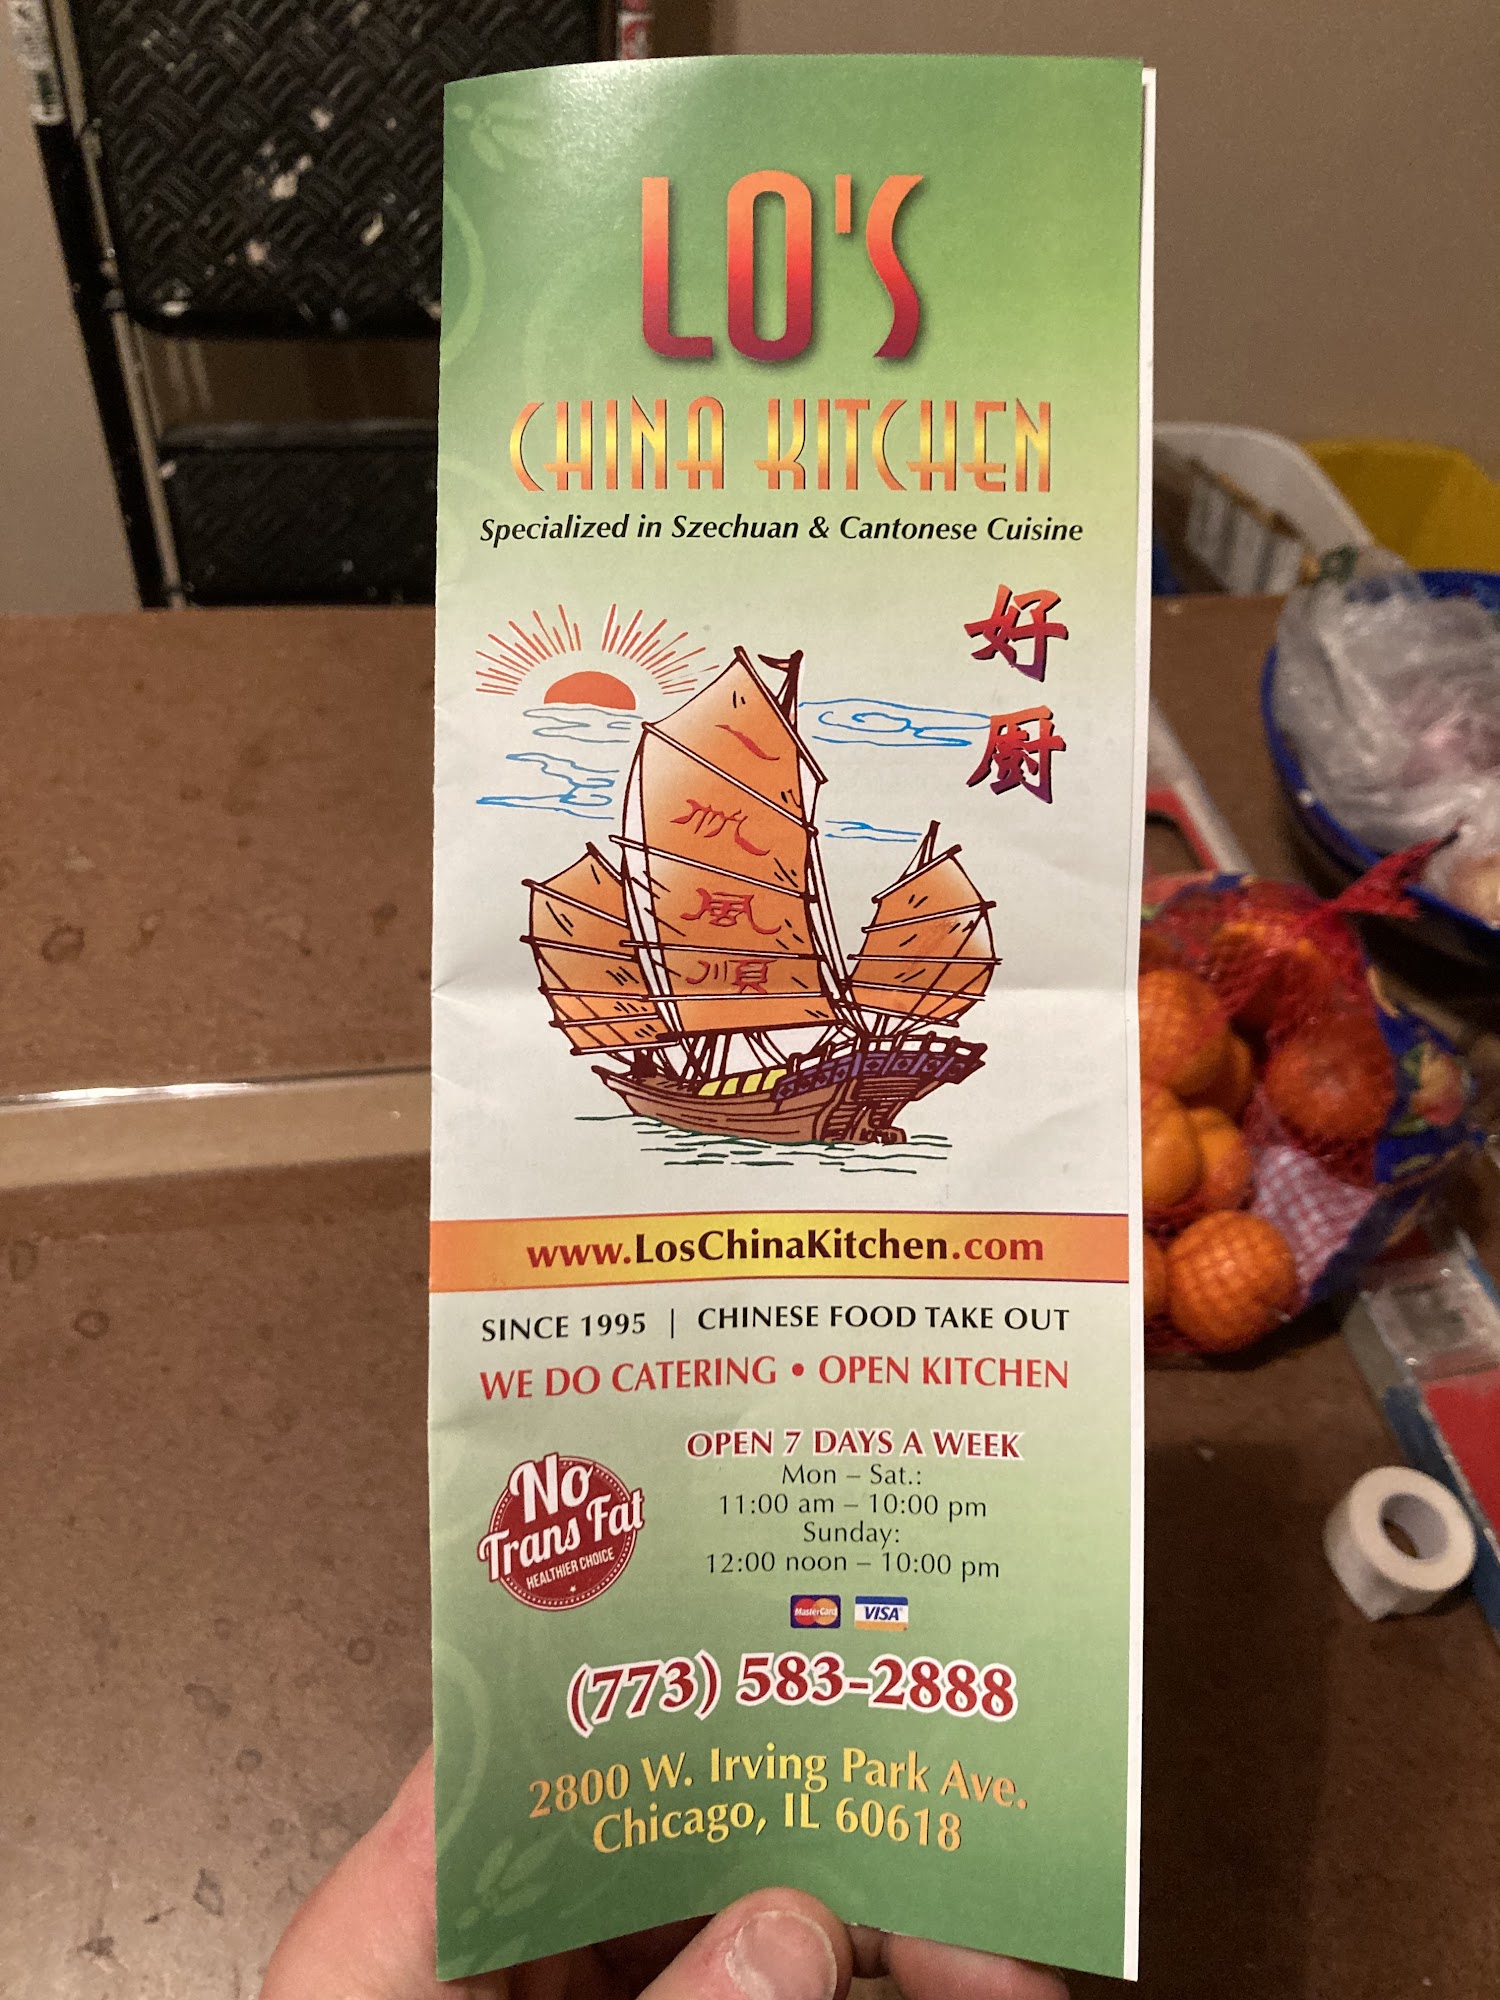 LO'S
CHINA KITCHEN
Specialized in Szechuan & Cantonese Cuisine
好
厨
一
帆
風
順
www.LosChinaKitchen.com
SINCE 1995 | CHINESE FOOD TAKE OUT
WE DO CATERING • OPEN KITCHEN
No
Trans Fat
HEALTHIER CHOICE
OPEN 7 DAYS A WEEK
Mon – Sat.:
11:00 am – 10:00 pm
Sunday:
12:00 noon – 10:00 pm
MasterCard VISA
(773) 583-2888
2800 W. Irving Park Ave.
Chicago, IL 60618